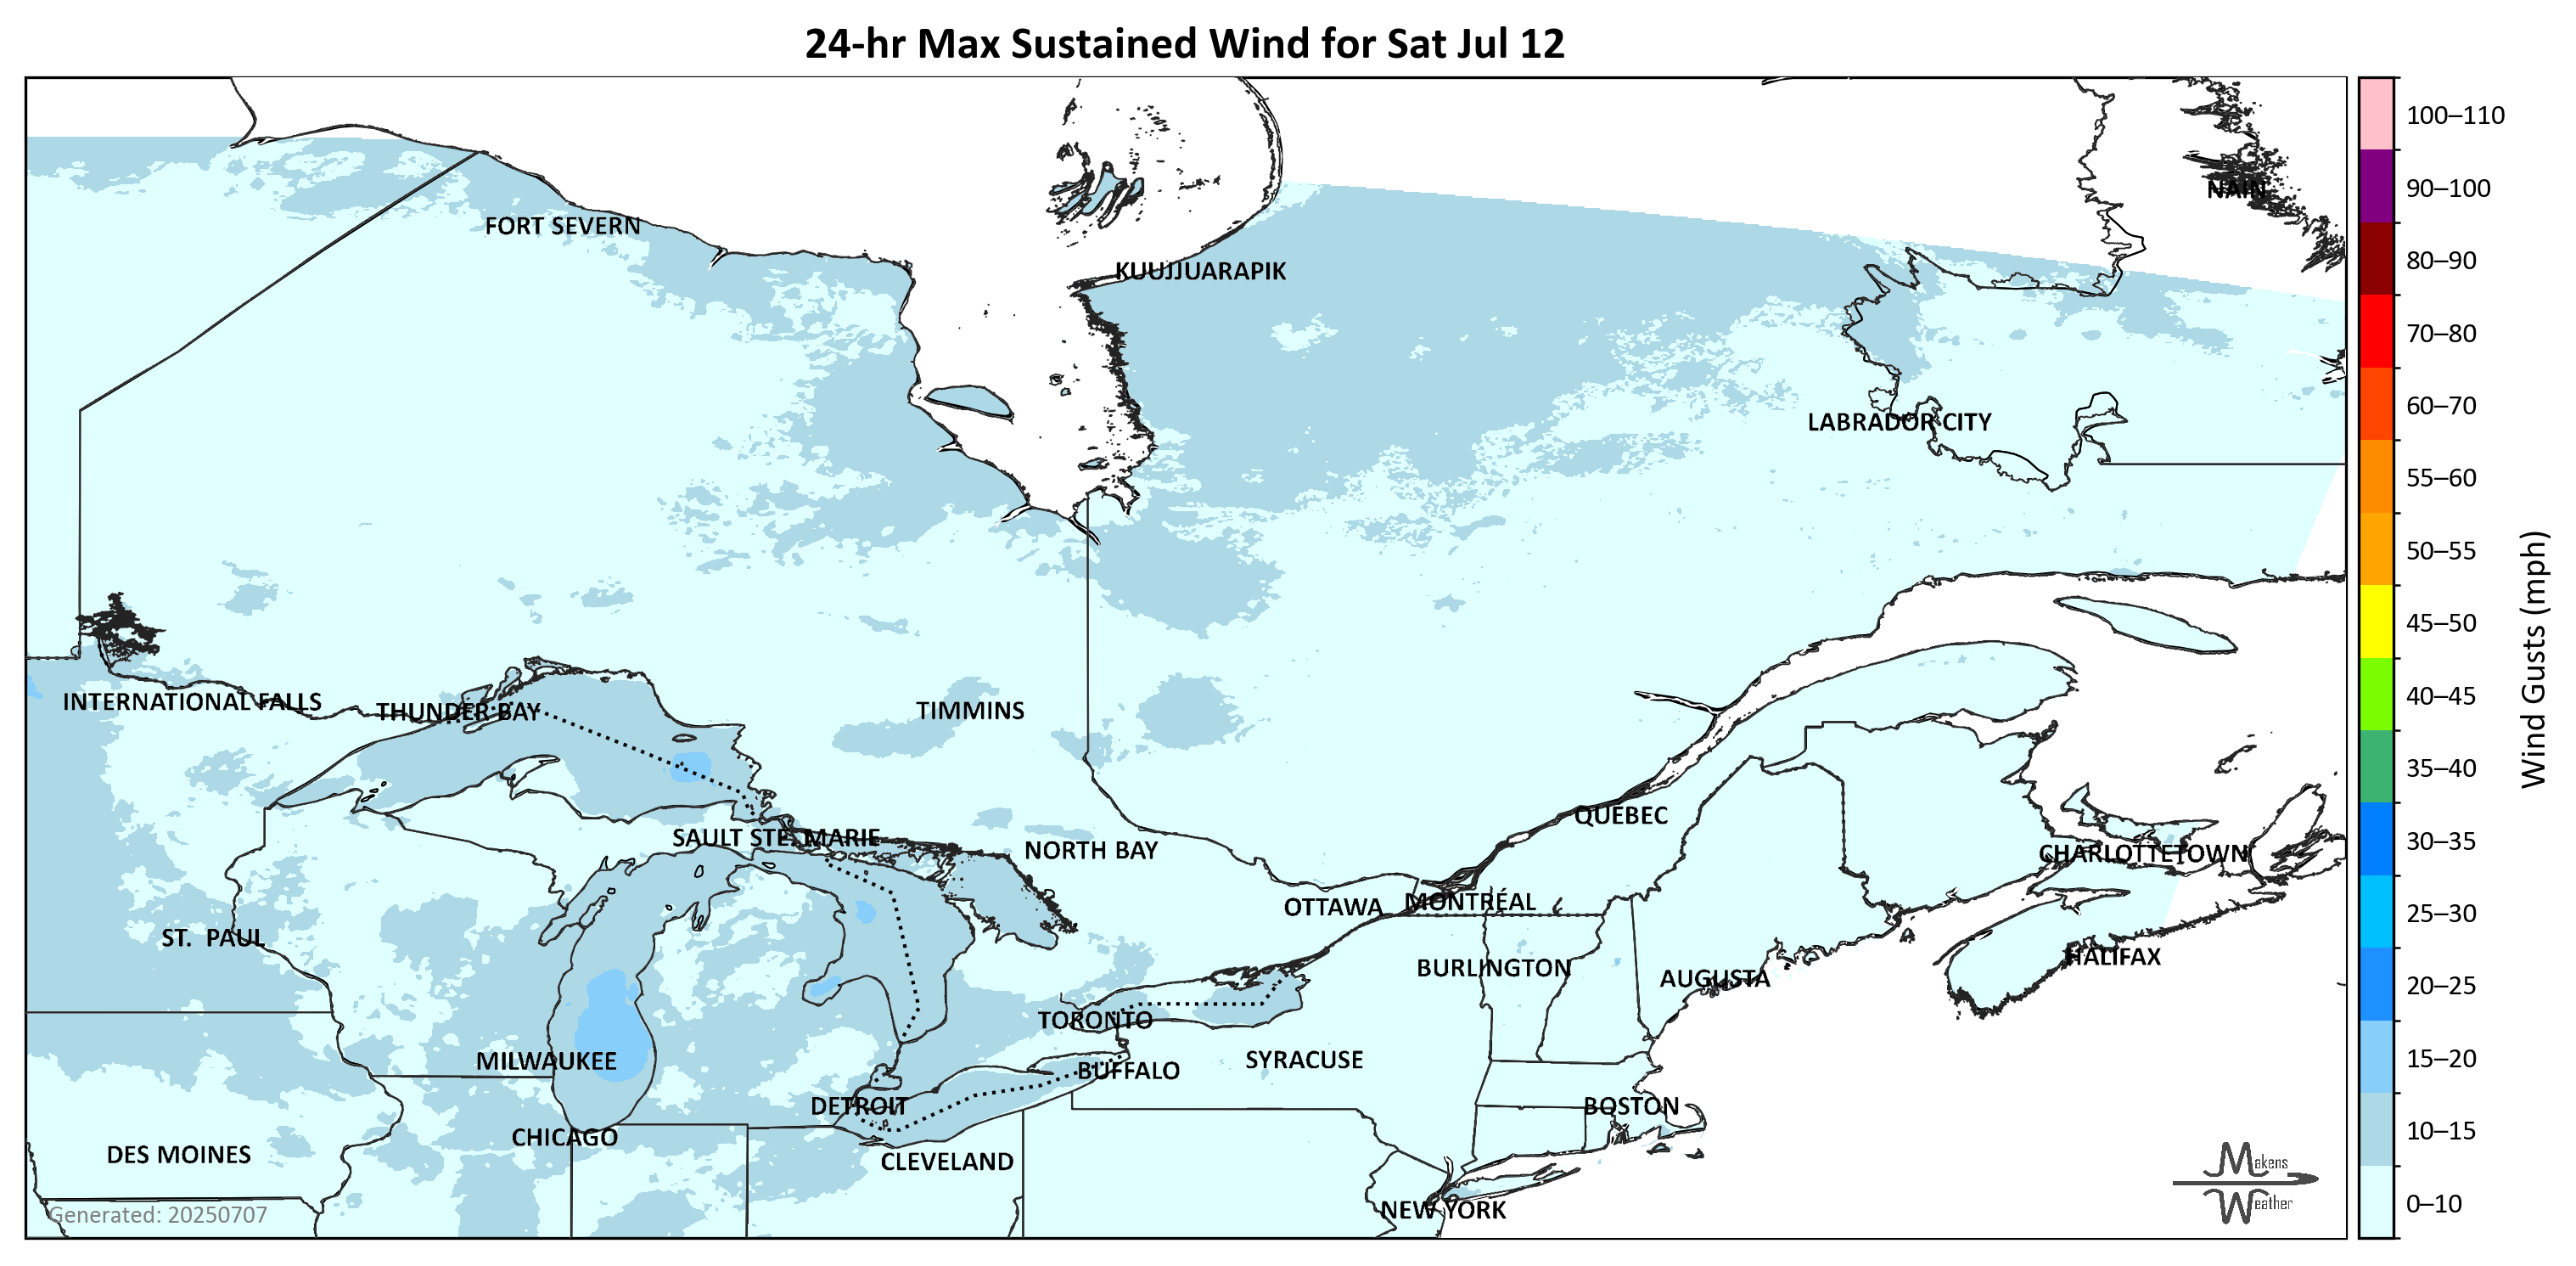 24-hr Max Sustained Wind for Sat Jul 12
100–110
90–100
NAIN
FORT SEVERN
80–90
KUUJJUARAPIK
70–80
60–70
LABRADOR CITY
55–60
50–55
45–50
Wind Gusts (mph)
40–45
INTERNATIONAL FALLS
THUNDER BAY
TIMMINS
35–40
QUEBEC
30–35
SAULT STE. MARIE
NORTH BAY
CHARLOTTETOWN
OTTAWA
MONTRÉAL
25–30
ST. PAUL
HALIFAX
BURLINGTON
AUGUSTA
20–25
TORONTO
MILWAUKEE
SYRACUSE
15–20
BUFFALO
DETROIT
BOSTON
CHICAGO
10–15
DES MOINES
CLEVELAND
Makens
Weather
0–10
NEW YORK
Generated: 20250707